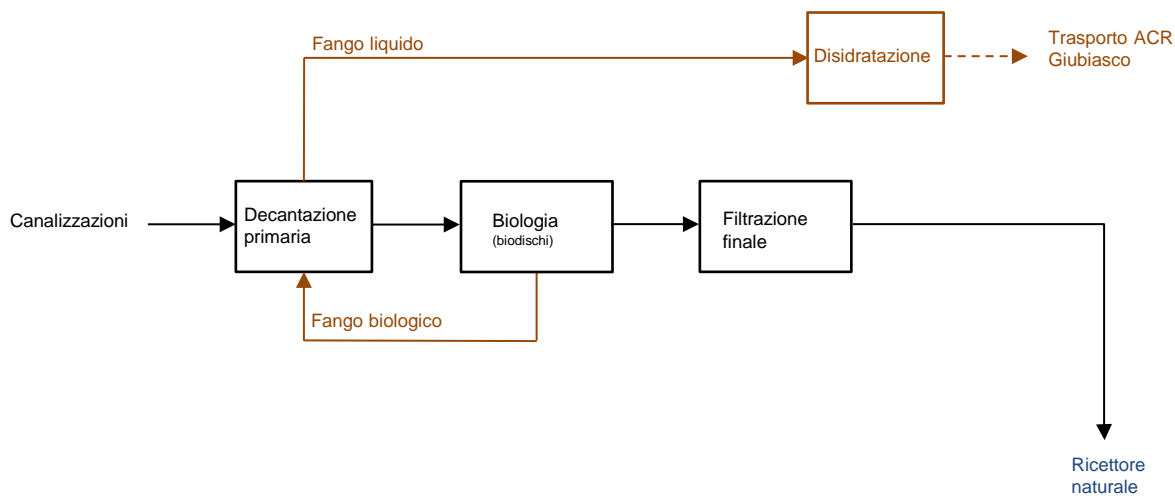 Fango liquido
Disidratazione
Trasporto ACR
Giubiasco
Canalizzazioni
Decantazione
primaria
Biologia
(biodischi)
Filtrazione
finale
Fango biologico
Ricettore
naturale